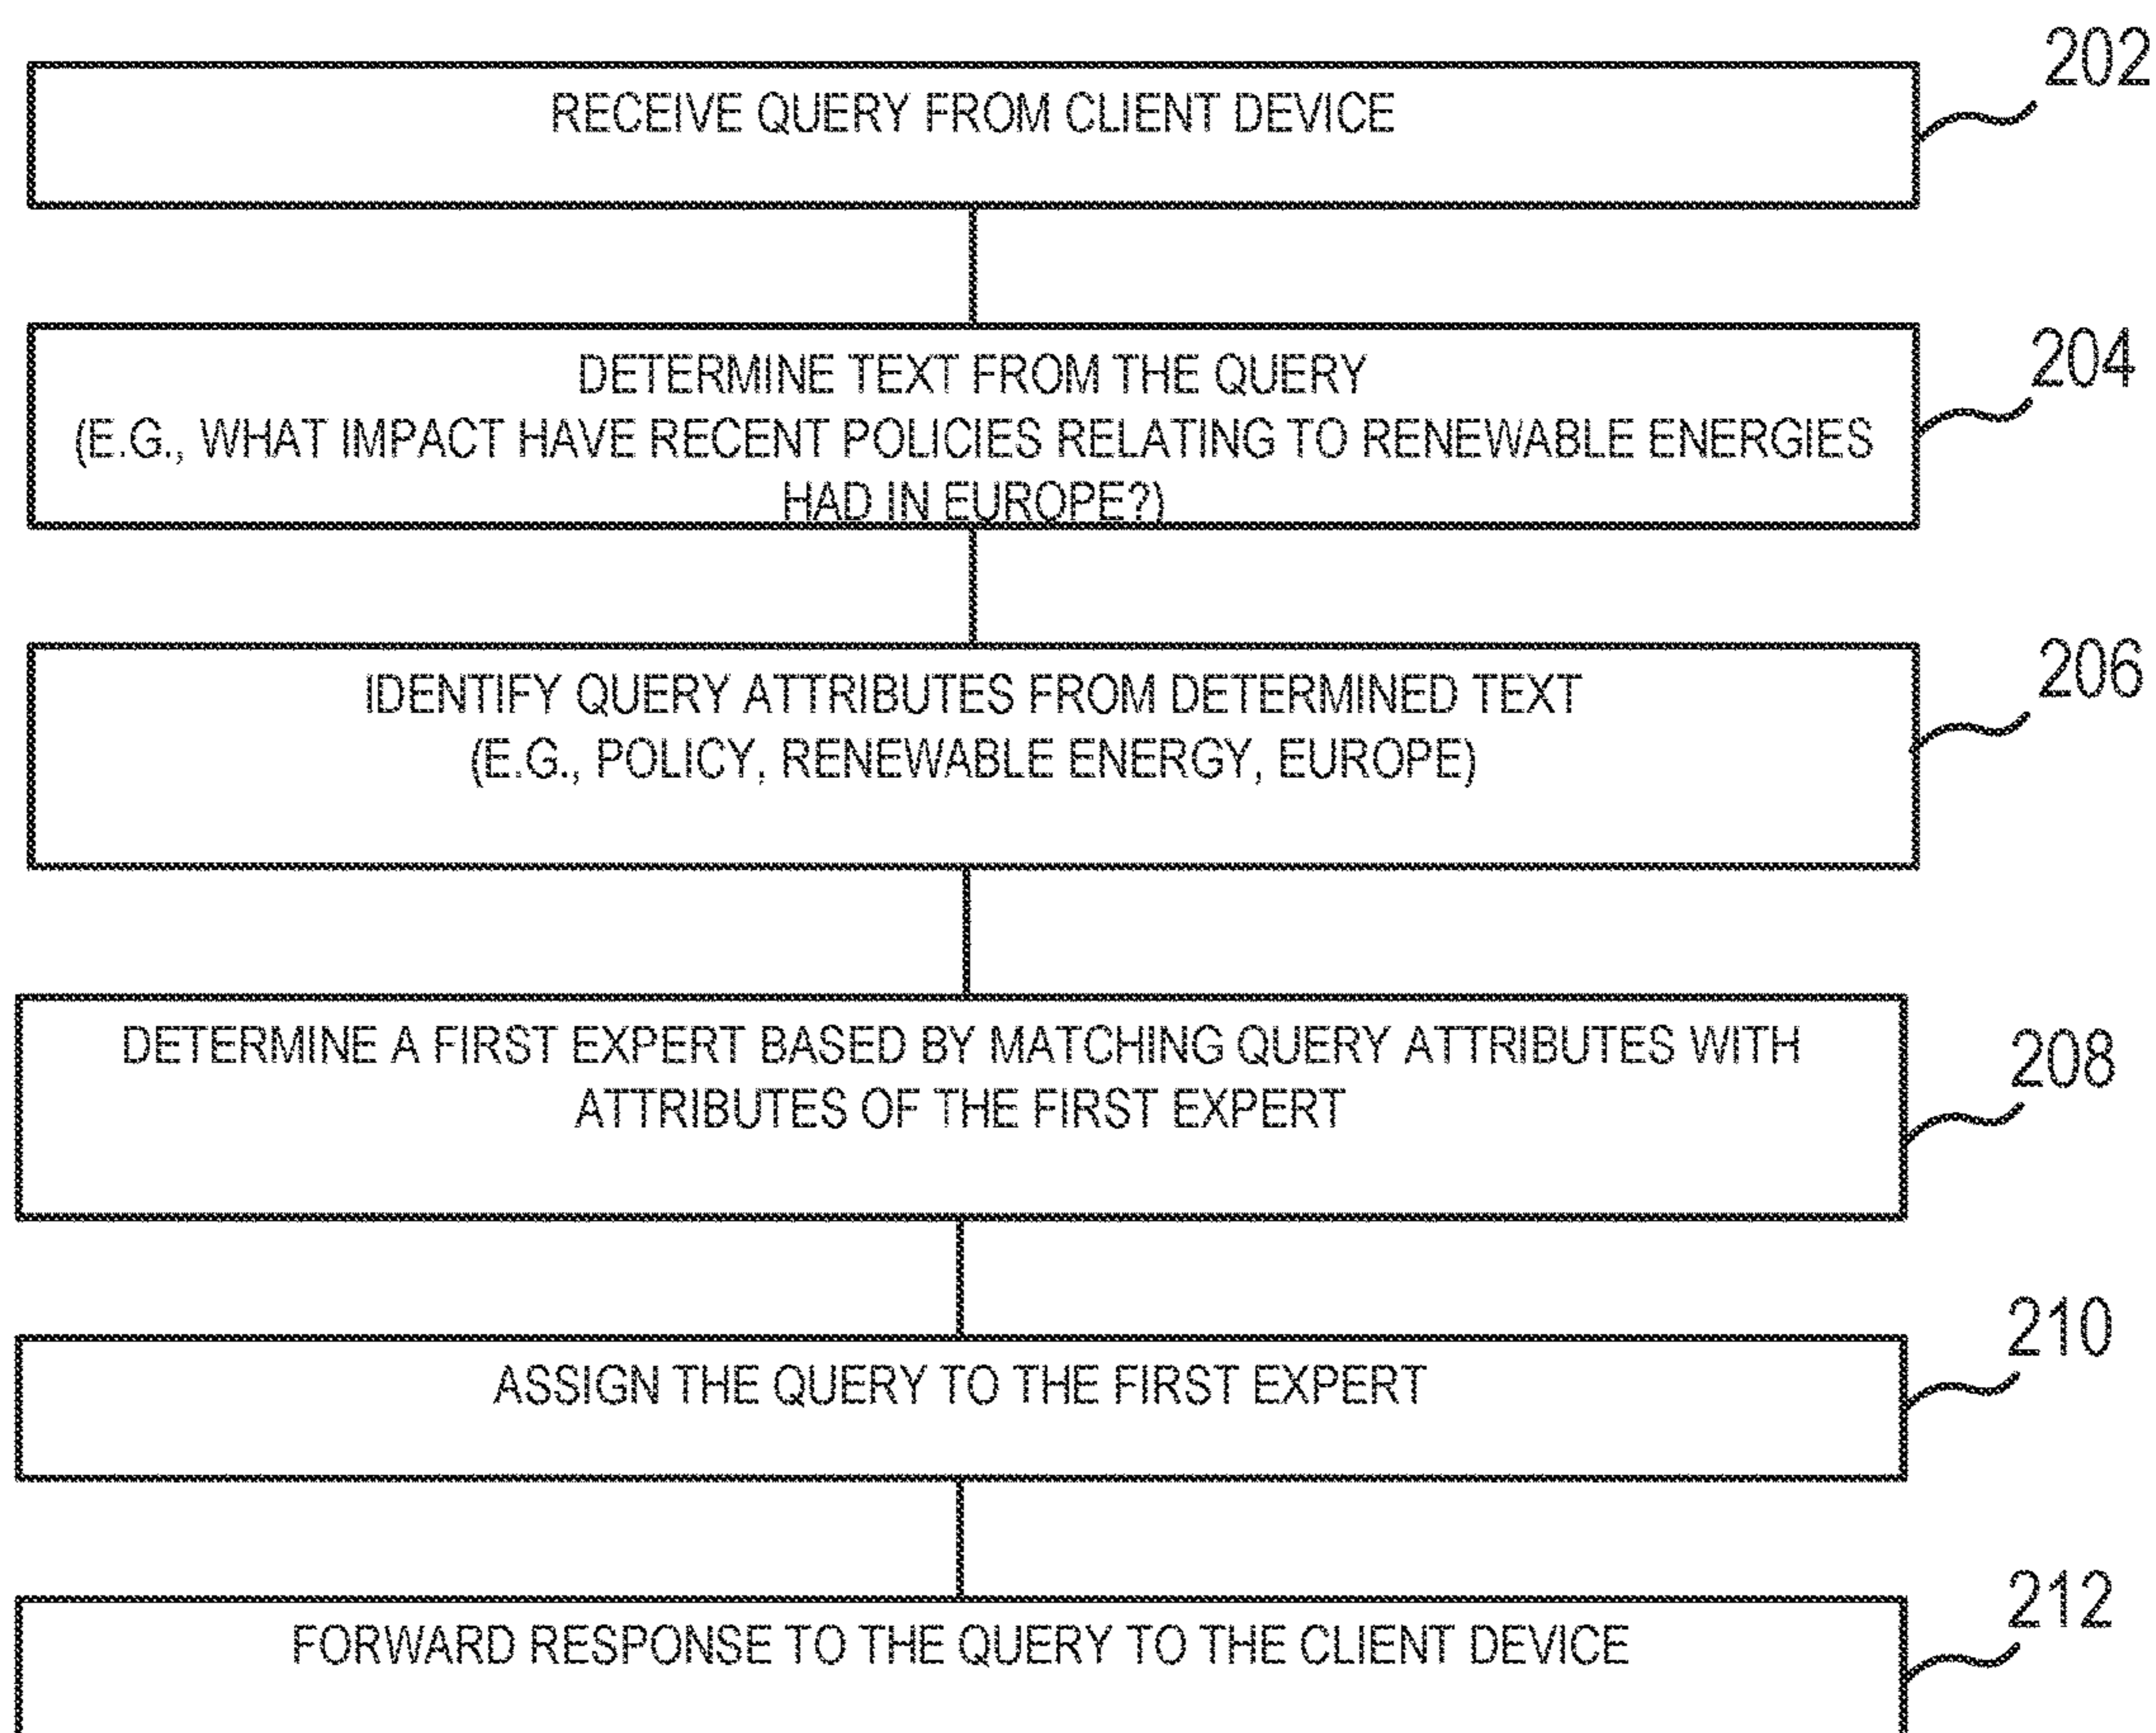 202
RECEIVE QUERY FROM CLIENT DEVICE
204
DETERMINE TEXT FROM THE QUERY
(E.G., WHAT IMPACT HAVE RECENT POLICIES RELATING TO RENEWABLE ENERGIES
HAD IN EUROPE?)
206
IDENTIFY QUERY ATTRIBUTES FROM DETERMINED TEXT
(E.G., POLICY, RENEWABLE ENERGY, EUROPE)
208
DETERMINE A FIRST EXPERT BASED BY MATCHING QUERY ATTRIBUTES WITH
ATTRIBUTES OF THE FIRST EXPERT
210
ASSIGN THE QUERY TO THE FIRST EXPERT
212
FORWARD RESPONSE TO THE QUERY TO THE CLIENT DEVICE